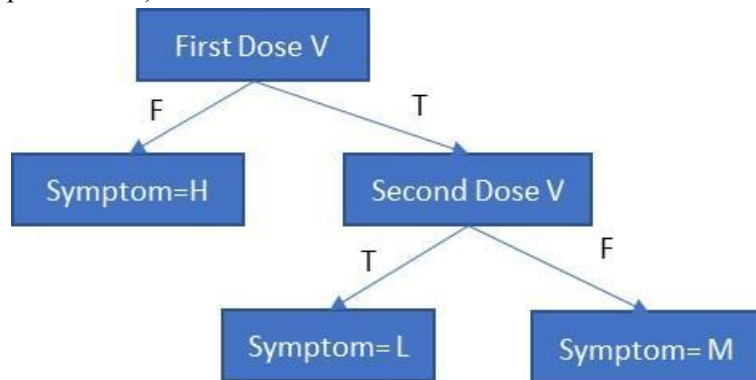 First Dose V
F
T
Symptom=H
Second Dose V
T
F
Symptom= L
Symptom= M